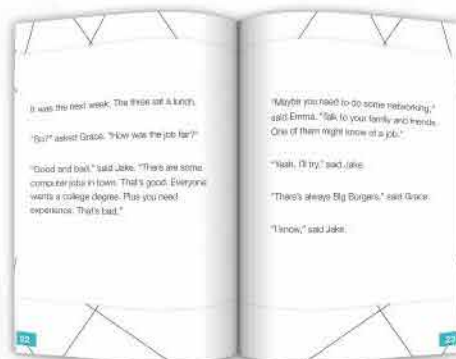 It was the next week. The three sat a lunch.
"So?" asked Grace. "How was the job fair?"
"Good and bad," said Jake. "There are some
computer jobs in town. That's good. Everyone
wants a college degree. Plus you need
experience. That's bad."
22
"Maybe you need to do some networking,"
said Emma. "Talk to your family and friends.
One of them might know of a job."
"Yeah, I'll try," said Jake.
"There's always Big Burgers," said Grace.
"I know," said Jake.
23